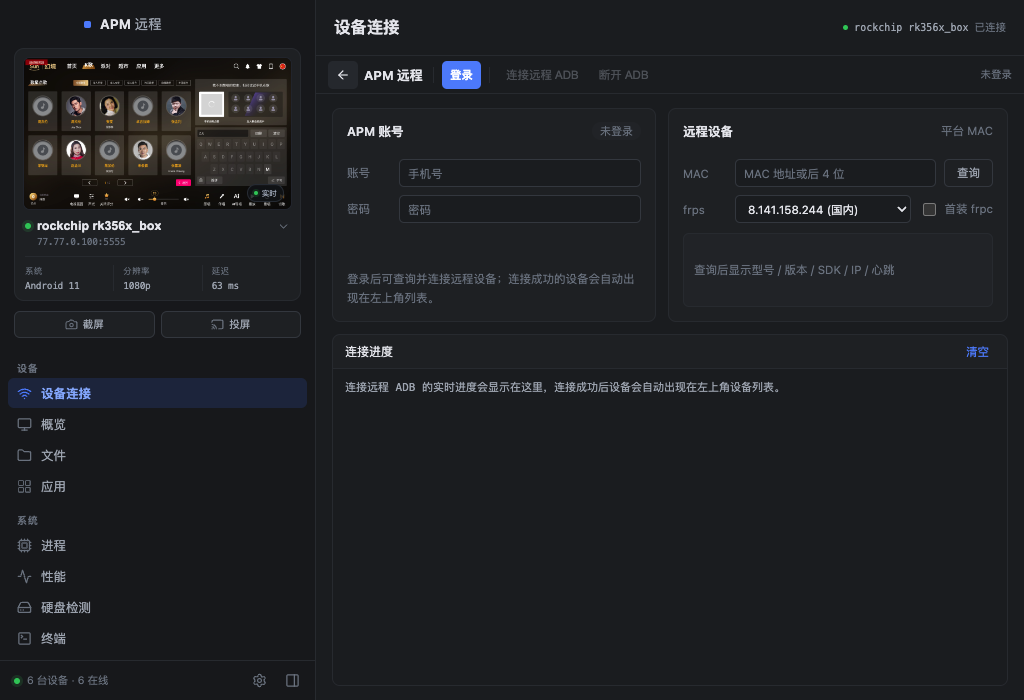 APM 远程
实时
rockchip rk356x_box
77.77.0.100:5555
系统
分辨率
延迟
Android 11
1080p
63 ms
截屏
投屏
设备
设备连接
概览
文件
应用
系统
进程
性能
硬盘检测
终端
6 台设备 · 6 在线
设备连接
rockchip rk356x_box 已连接
APM 远程
登录
连接远程 ADB
断开 ADB
未登录
APM 账号
未登录
账号
手机号
密码
密码
登录后可查询并连接远程设备；连接成功的设备会自动出
现在左上角列表。
远程设备
平台 MAC
MAC
MAC 地址或后 4 位
查询
frps
8.141.158.244 (国内)
首装 frpc
查询后显示型号 / 版本 / SDK / IP / 心跳
连接进度
清空
连接远程 ADB 的实时进度会显示在这里，连接成功后设备会自动出现在左上角设备列表。